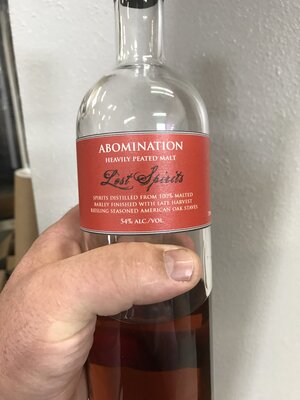 ABOMINATION
HEAVILY PEATED MALT
Lost Spirits
SPIRITS DISTILLED FROM 100% MALTED
BARLEY FINISHED WITH LATE HARVEST
RIESLING SEASONED AMERICAN OAK STAVES
54% ALC./VOL.